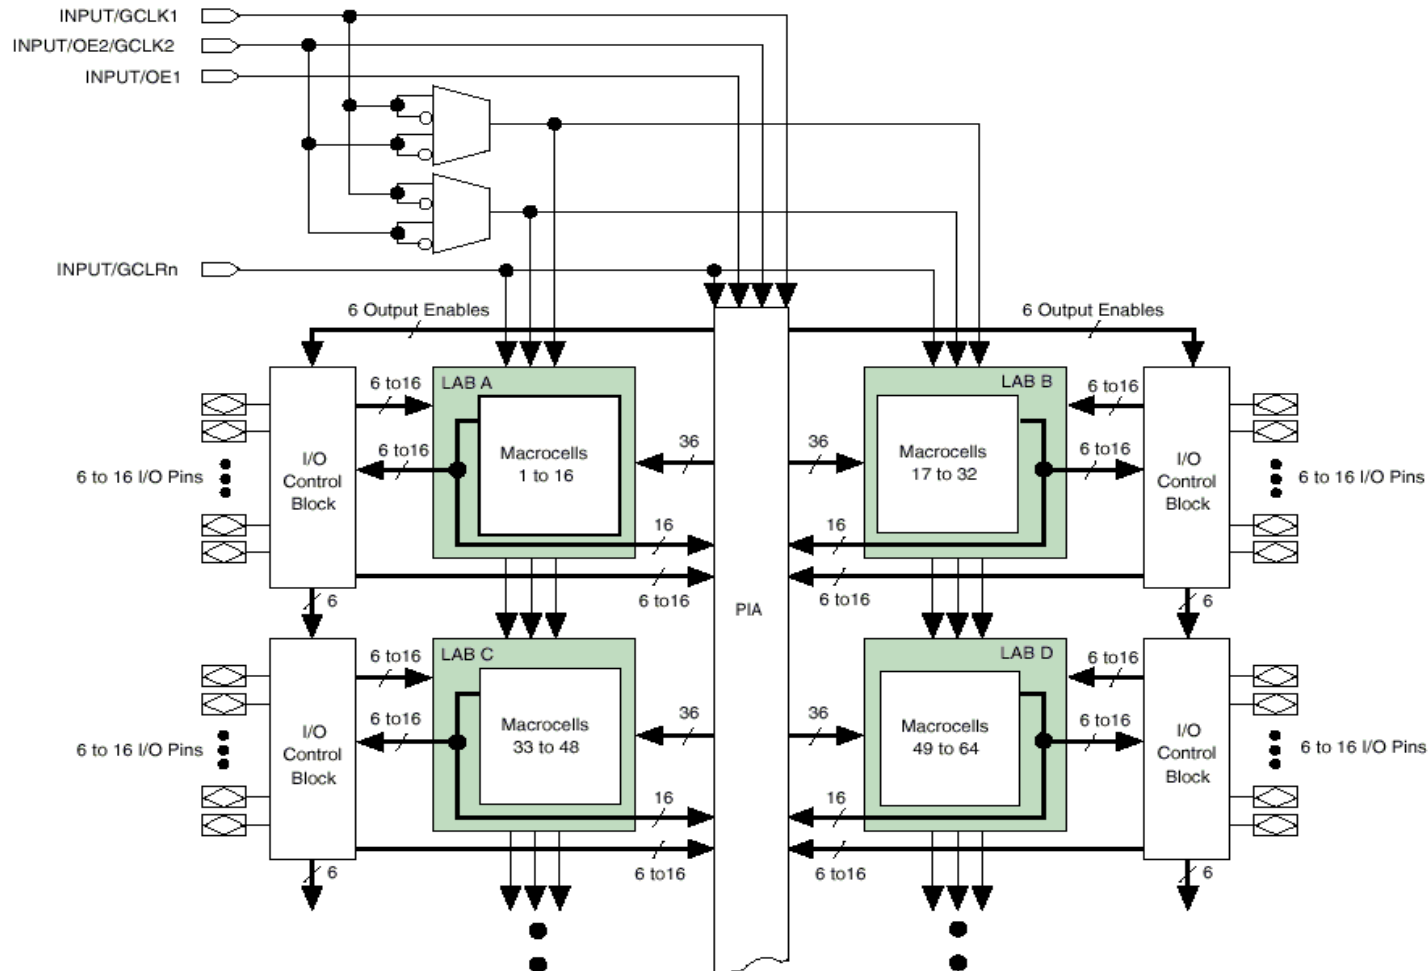 INPUT/GCLK1
INPUT/OE2/GCLK2
INPUT/OE1
INPUT/GCLRn
6 Output Enables
6 Output Enables
6 to16
LAB A
LAB B
6 to16
6 to 16 I/O Pins
I/O
Control
Block
6 to16
Macrocells
1 to 16
36
36
Macrocells
17 to 32
6 to16
I/O
Control
Block
6 to 16 I/O Pins
16
16
6
6 to16
PIA
6 to16
6
6 to16
LAB C
LAB D
6 to16
6 to 16 I/O Pins
I/O
Control
Block
6 to16
Macrocells
33 to 48
36
36
Macrocells
49 to 64
6 to16
I/O
Control
Block
6 to 16 I/O Pins
16
16
6
6 to16
6 to16
6